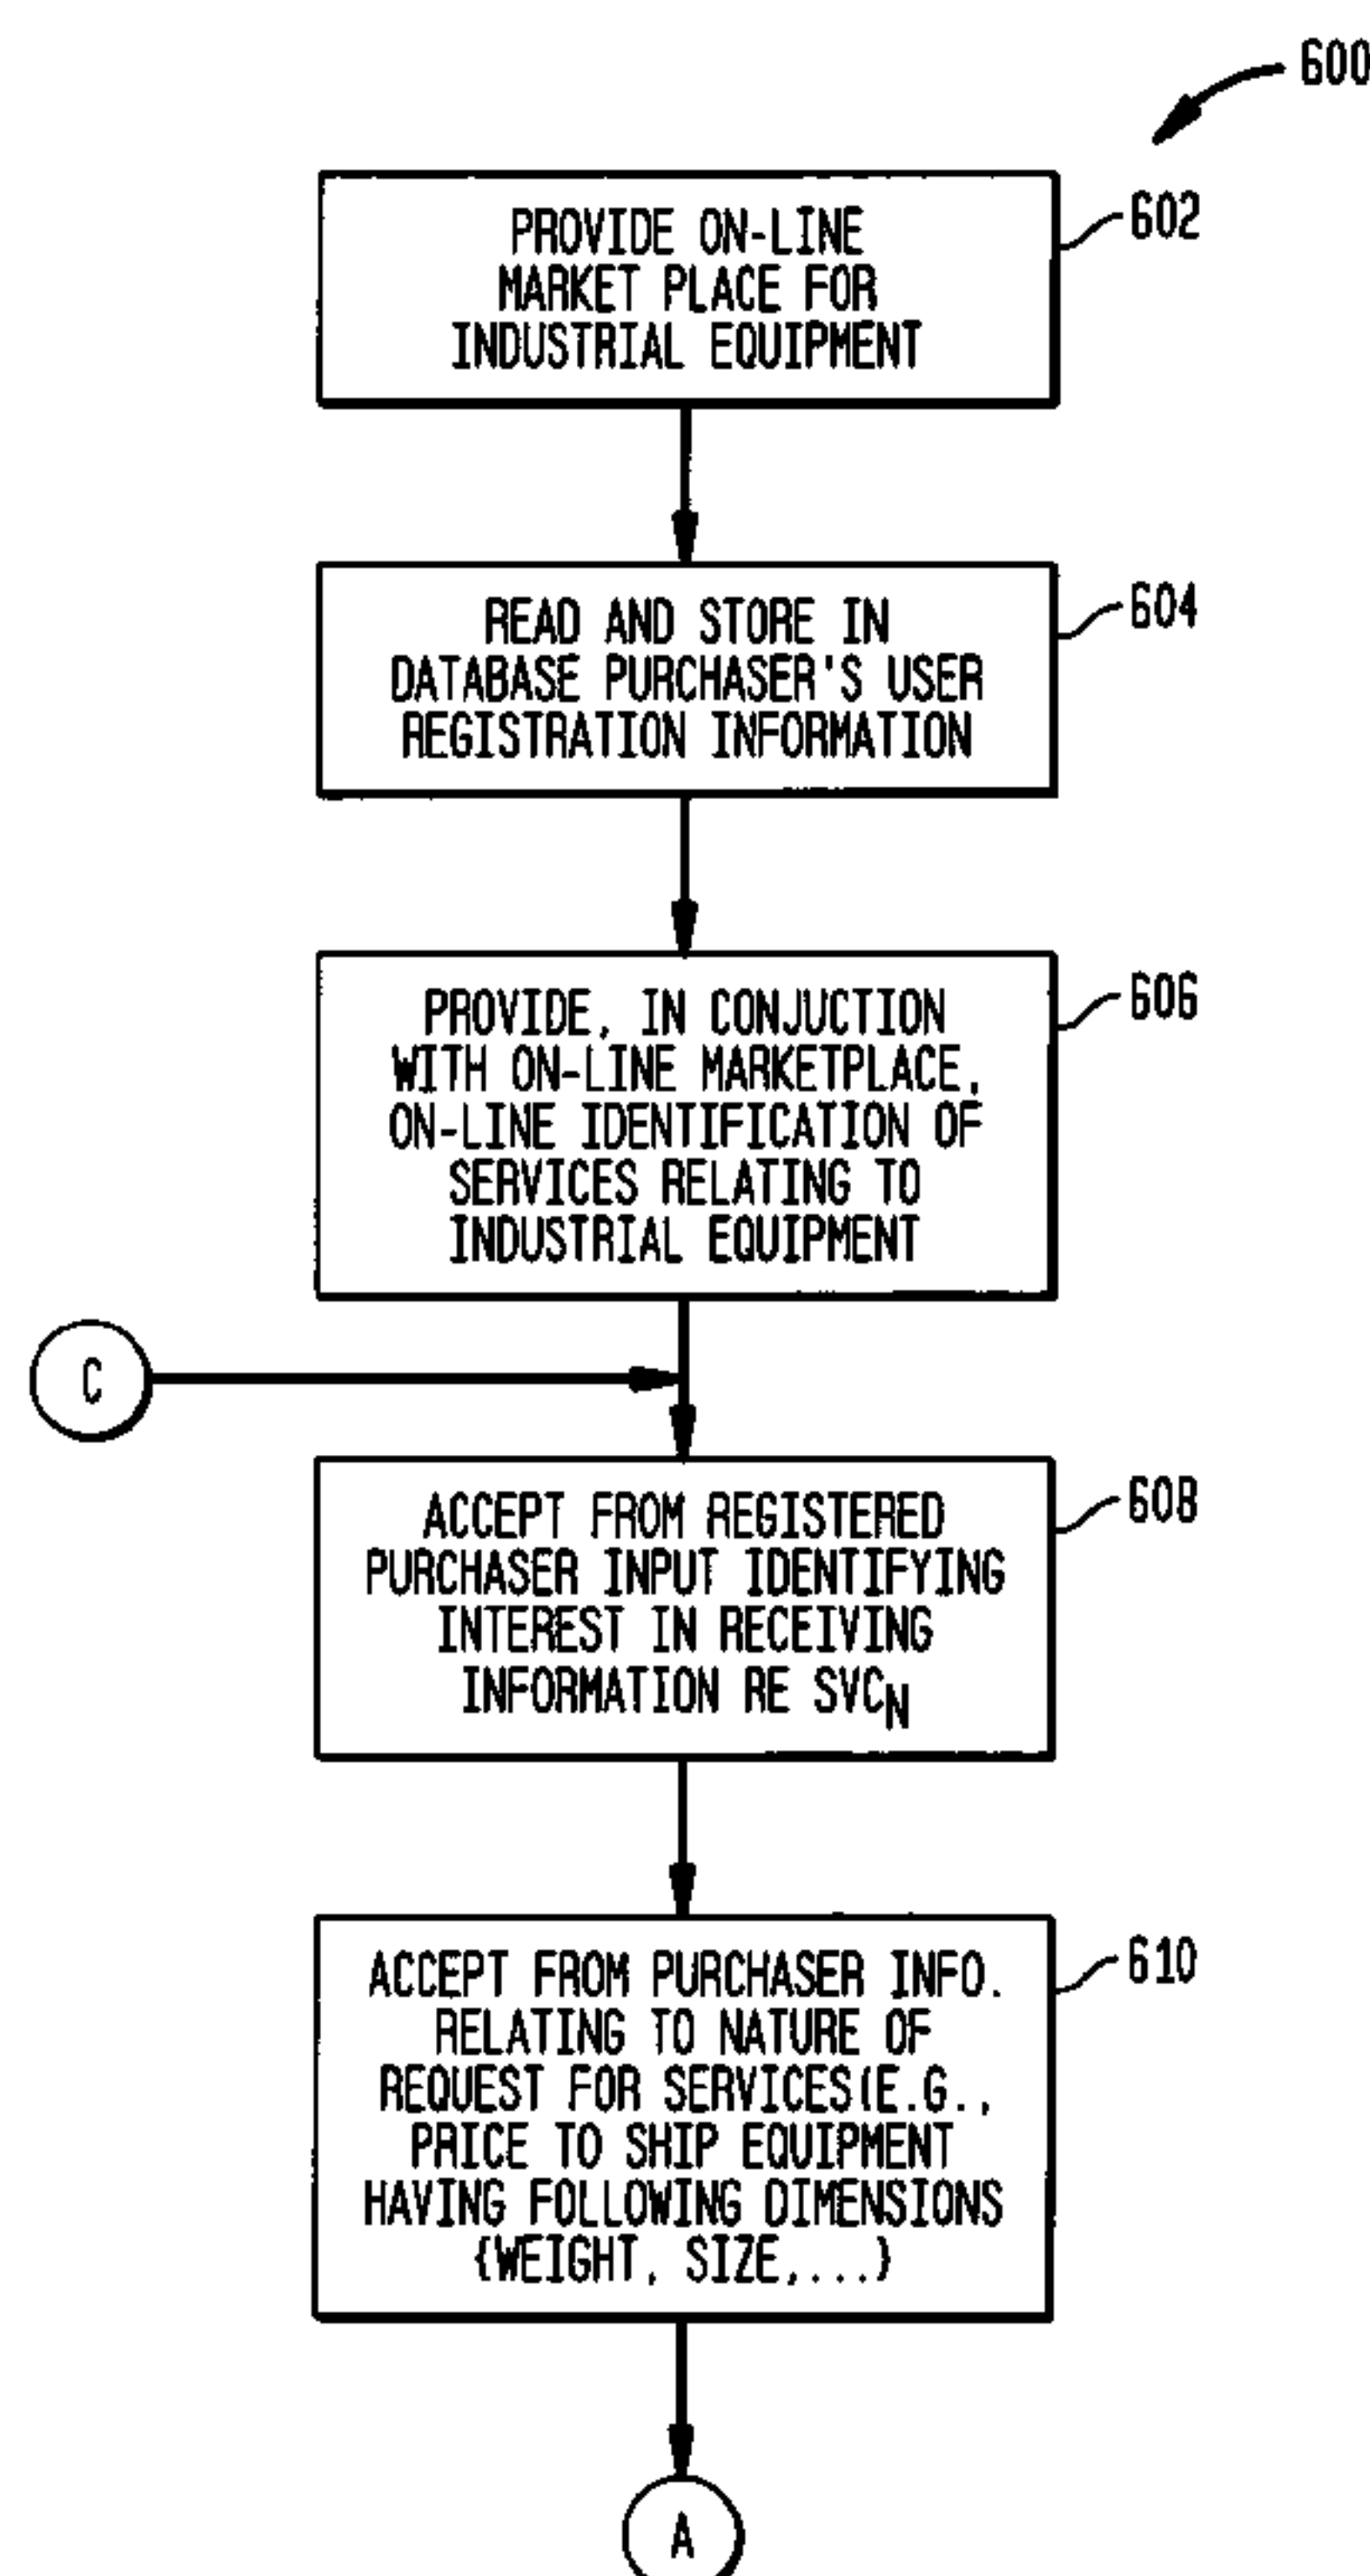 600
PROVIDE ON-LINE
MARKET PLACE FOR
INDUSTRIAL EQUIPMENT
602
READ AND STORE IN
DATABASE PURCHASER'S USER
REGISTRATION INFORMATION
604
PROVIDE, IN CONJUCTION
WITH ON-LINE MARKETPLACE,
ON-LINE IDENTIFICATION OF
SERVICES RELATING TO
INDUSTRIAL EQUIPMENT
606
C
ACCEPT FROM REGISTERED
PURCHASER INPUT IDENTIFYING
INTEREST IN RECEIVING
INFORMATION RE SVCN
608
ACCEPT FROM PURCHASER INFO.
RELATING TO NATURE OF
REQUEST FOR SERVICES(E.G.,
PRICE TO SHIP EQUIPMENT
HAVING FOLLOWING DIMENSIONS
{WEIGHT, SIZE,...}
610
A